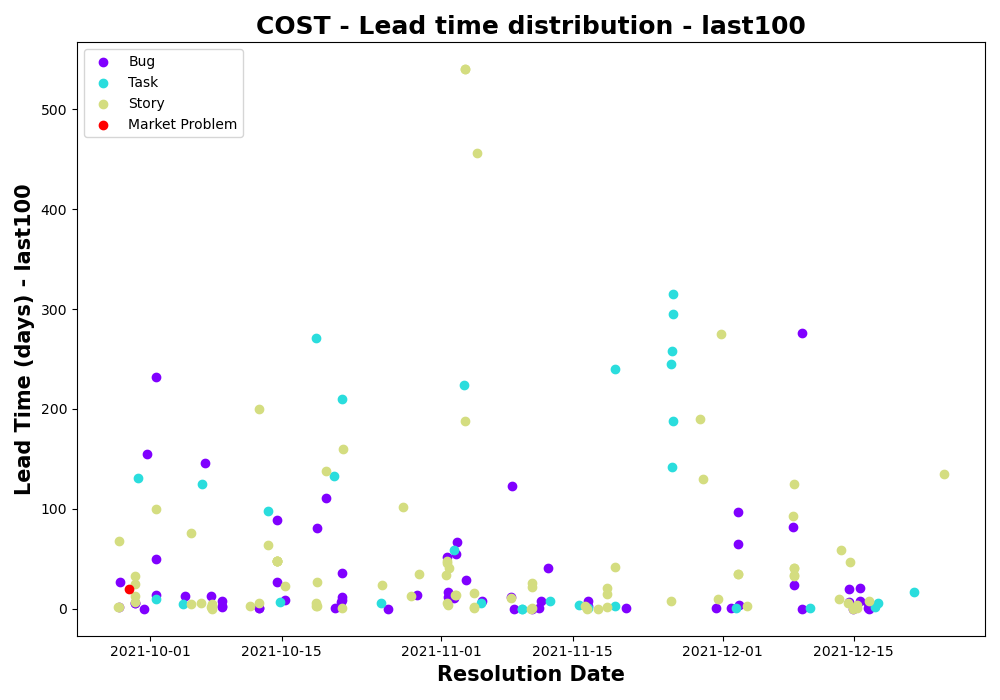 COST - Lead time distribution - last100
Bug
Task
Story
Market Problem
Lead Time (days) - last100
500
400
300
200
100
0
2021-10-01 2021-10-15 2021-11-01 2021-11-15 2021-12-01 2021-12-15
Resolution Date